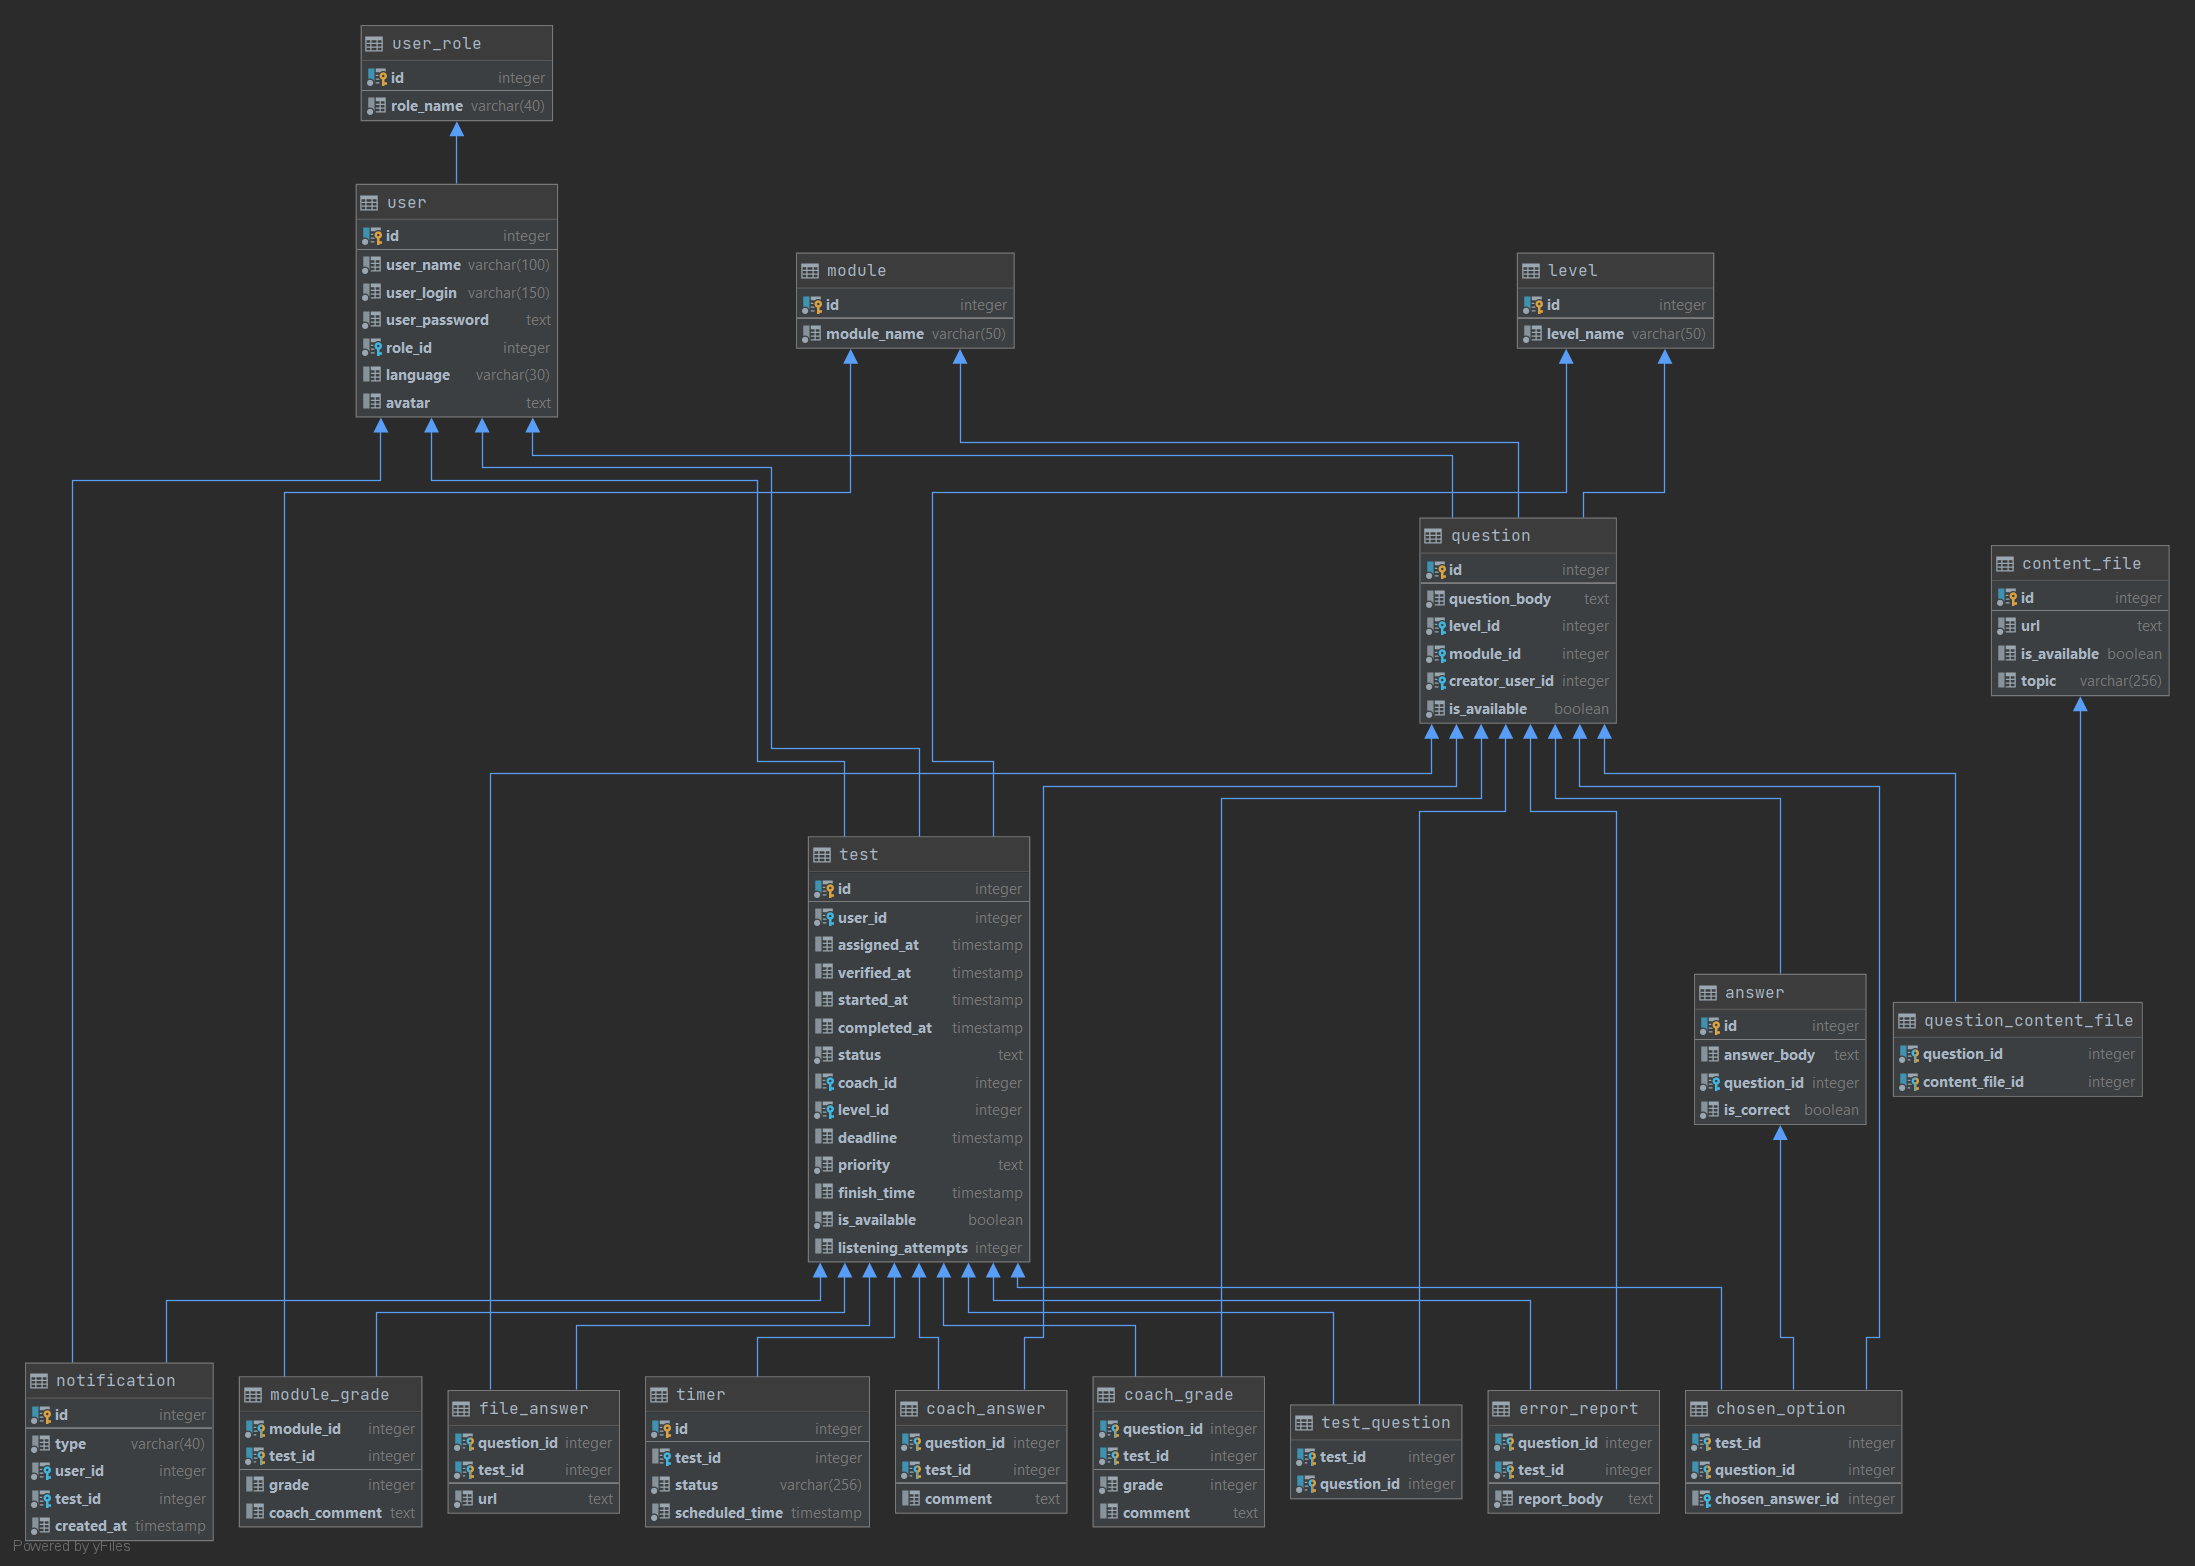 user_role
id integer
role_name varchar(40)
user
id integer
user_name varchar(100)
user_login varchar(150)
user_password text
role_id integer
language varchar(30)
avatar text
module
id integer
module_name varchar(50)
level
id integer
level_name varchar(50)
question
id integer
question_body text
level_id integer
module_id integer
creator_user_id integer
is_available boolean
content_file
id integer
url text
is_available boolean
topic varchar(256)
test
id integer
user_id integer
assigned_at timestamp
verified_at timestamp
started_at timestamp
completed_at timestamp
status text
coach_id integer
level_id integer
deadline timestamp
priority text
finish_time timestamp
is_available boolean
listening_attempts integer
answer
id integer
answer_body text
question_id integer
is_correct boolean
question_content_file
question_id integer
content_file_id integer
notification
id integer
type varchar(40)
user_id integer
test_id integer
created_at timestamp
module_grade
module_id integer
test_id integer
grade integer
coach_comment text
file_answer
question_id integer
test_id integer
url text
timer
id integer
test_id integer
status varchar(256)
scheduled_time timestamp
coach_answer
question_id integer
test_id integer
comment text
coach_grade
question_id integer
test_id integer
grade integer
comment text
test_question
test_id integer
question_id integer
error_report
question_id integer
test_id integer
report_body text
chosen_option
test_id integer
question_id integer
chosen_answer_id integer
Powered by yFiles